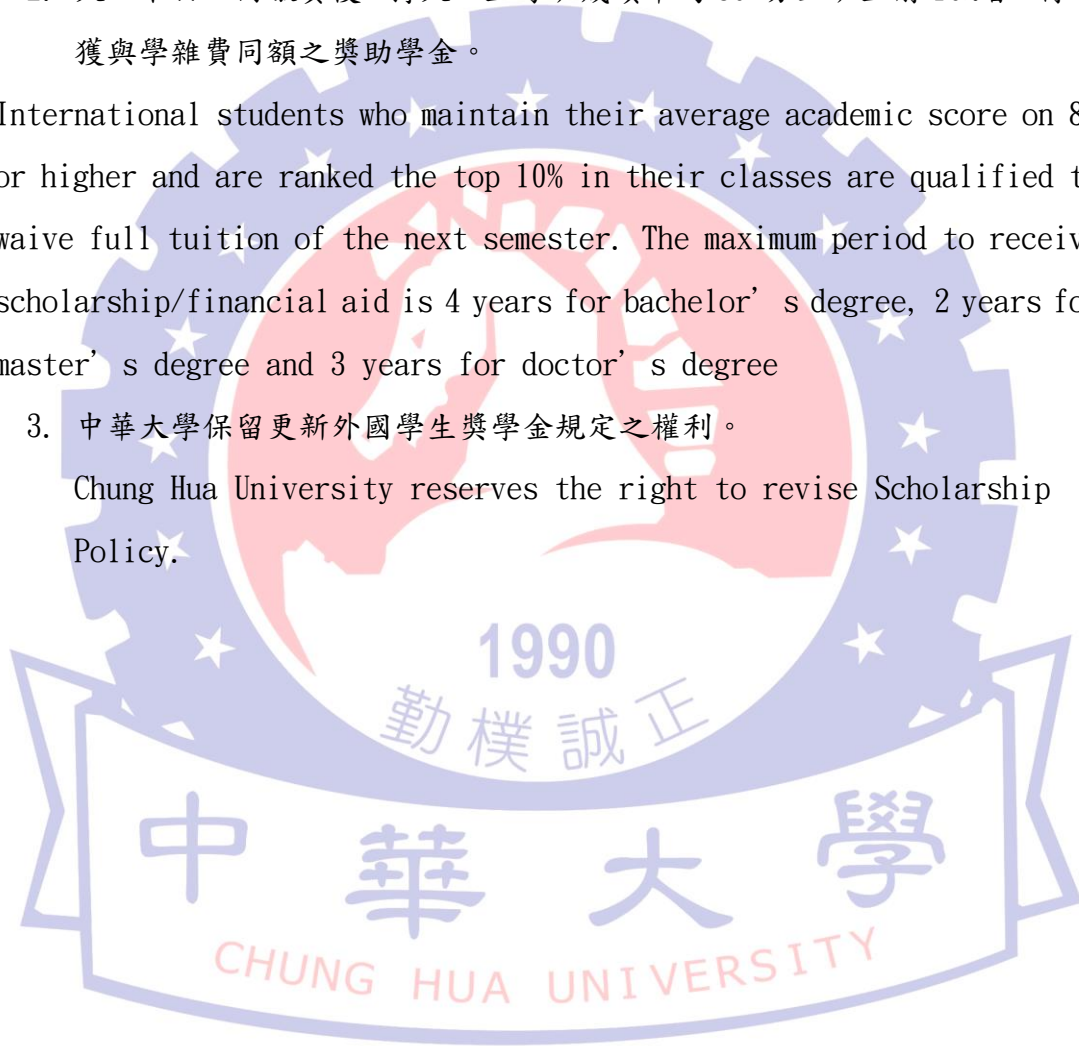 獲與學雜費同額之獎助學金。
International students who maintain their average academic score on 8
or higher and are ranked the top 10% in their classes are qualified t
waive full tuition of the next semester. The maximum period to receiv
scholarship/financial aid is 4 years for bachelor's degree, 2 years fo
master's degree and 3 years for doctor's degree
3. 中華大學保留更新外國學生獎學金規定之權利。
Chung Hua University reserves the right to revise Scholarship
Policy.
1990
勤樸誠正
中華大學
CHUNG HUA UNIVERSITY